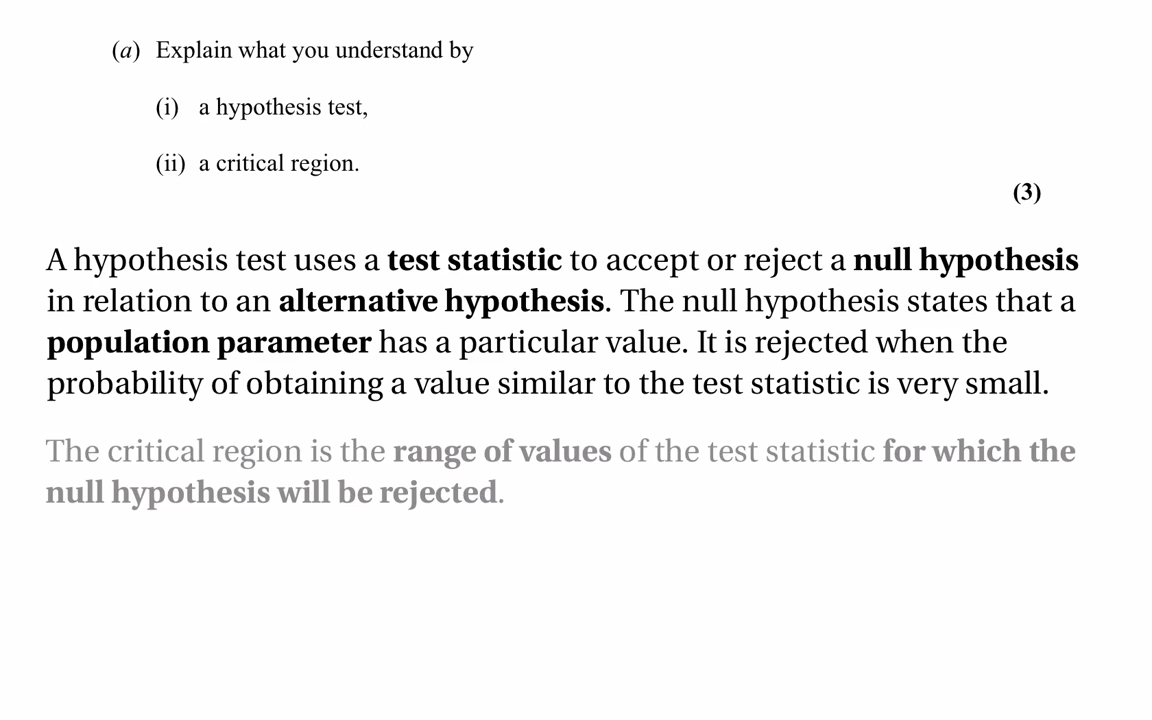 (a) Explain what you understand by
(i) a hypothesis test,
(ii) a critical region.
(3)
A hypothesis test uses a test statistic to accept or reject a null hypothesis
in relation to an alternative hypothesis. The null hypothesis states that a
population parameter has a particular value. It is rejected when the
probability of obtaining a value similar to the test statistic is very small.
The critical region is the range of values of the test statistic for which the
null hypothesis will be rejected.